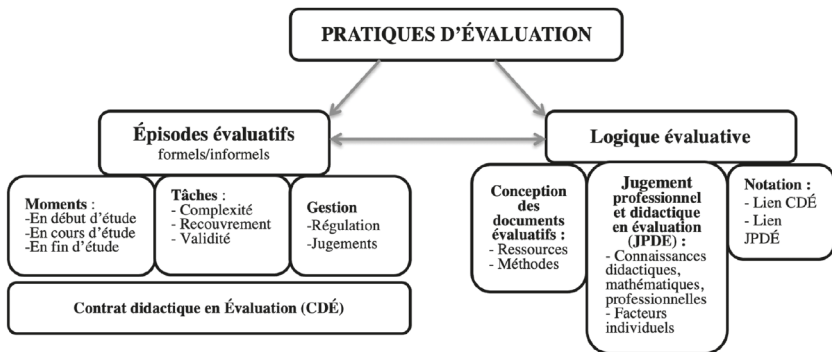 PRATIQUES D'ÉVALUATION
Épisodes évaluatifs
formels/informels
Moments :
-En début d'étude
-En cours d'étude
-En fin d'étude
Tâches :
- Complexité
- Recouvrement
- Validité
Gestion
-Régulation
-Jugements
Contrat didactique en Évaluation (CDÉ)
Logique évaluative
Conception
des
documents
évaluatifs :
- Ressources
- Méthodes
Jugement
professionnel
et didactique
en évaluation
(JPDE) :
- Connaissances
didactiques,
mathématiques,
professionnelles
- Facteurs
individuels
Notation :
- Lien CDÉ
- Lien
JPDÉ